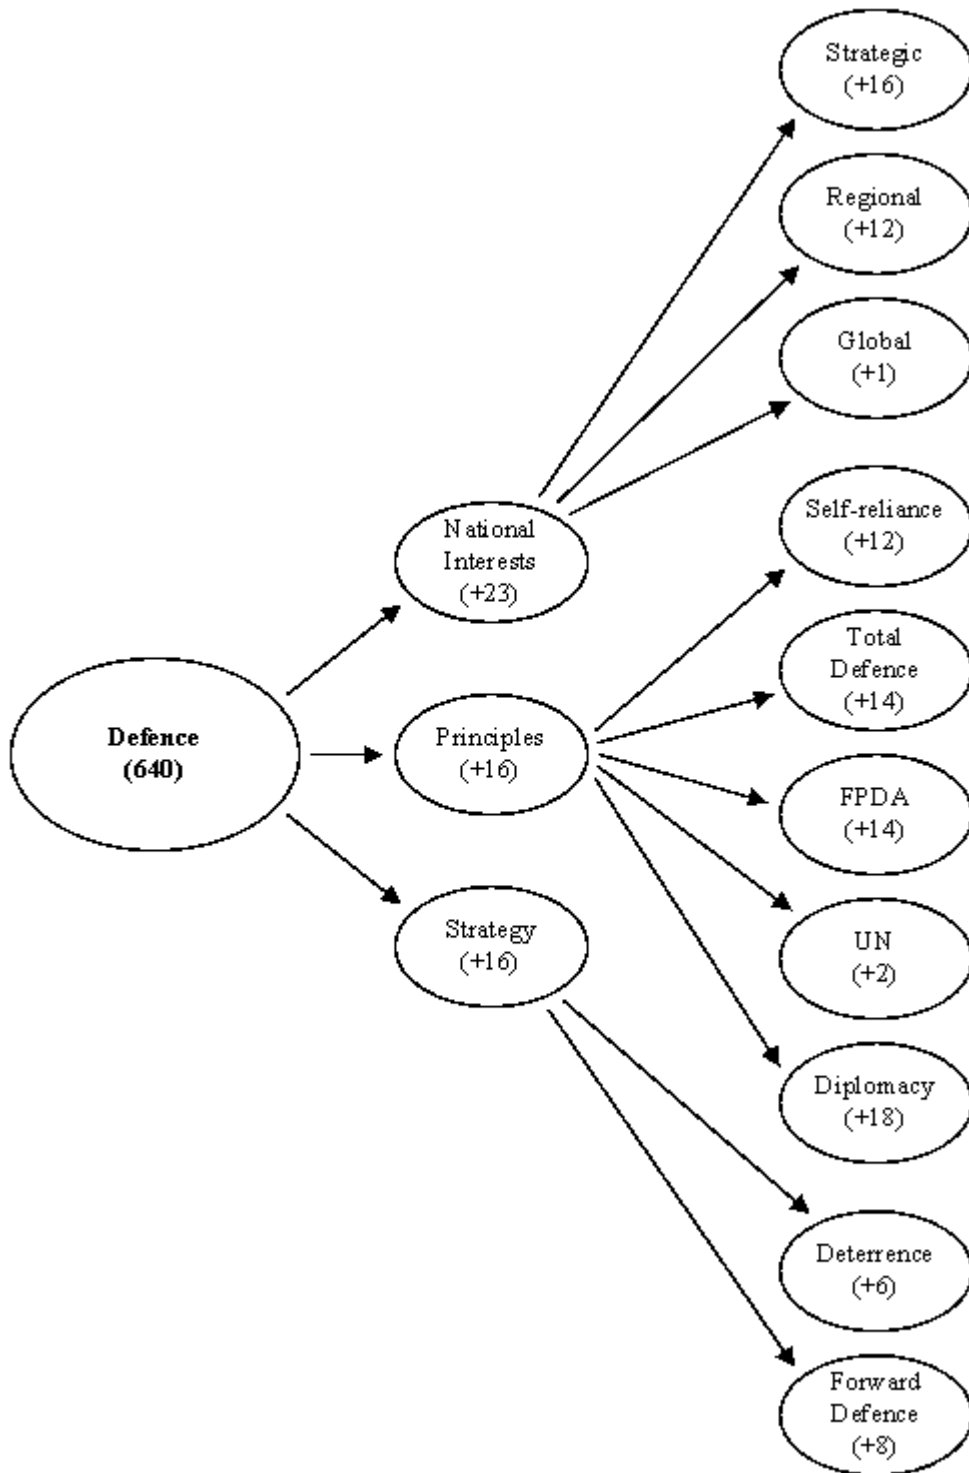 Strategic
(+16)
Regional
(+12)
Global
(+1)
National
Interests
(+23)
Self-reliance
(+12)
Total
Defence
(+14)
Defence
(640)
Principles
(+16)
FPDA
(+14)
Strategy
(+16)
UN
(+2)
Diplomacy
(+18)
Deterrence
(+6)
Forward
Defence
(+8)